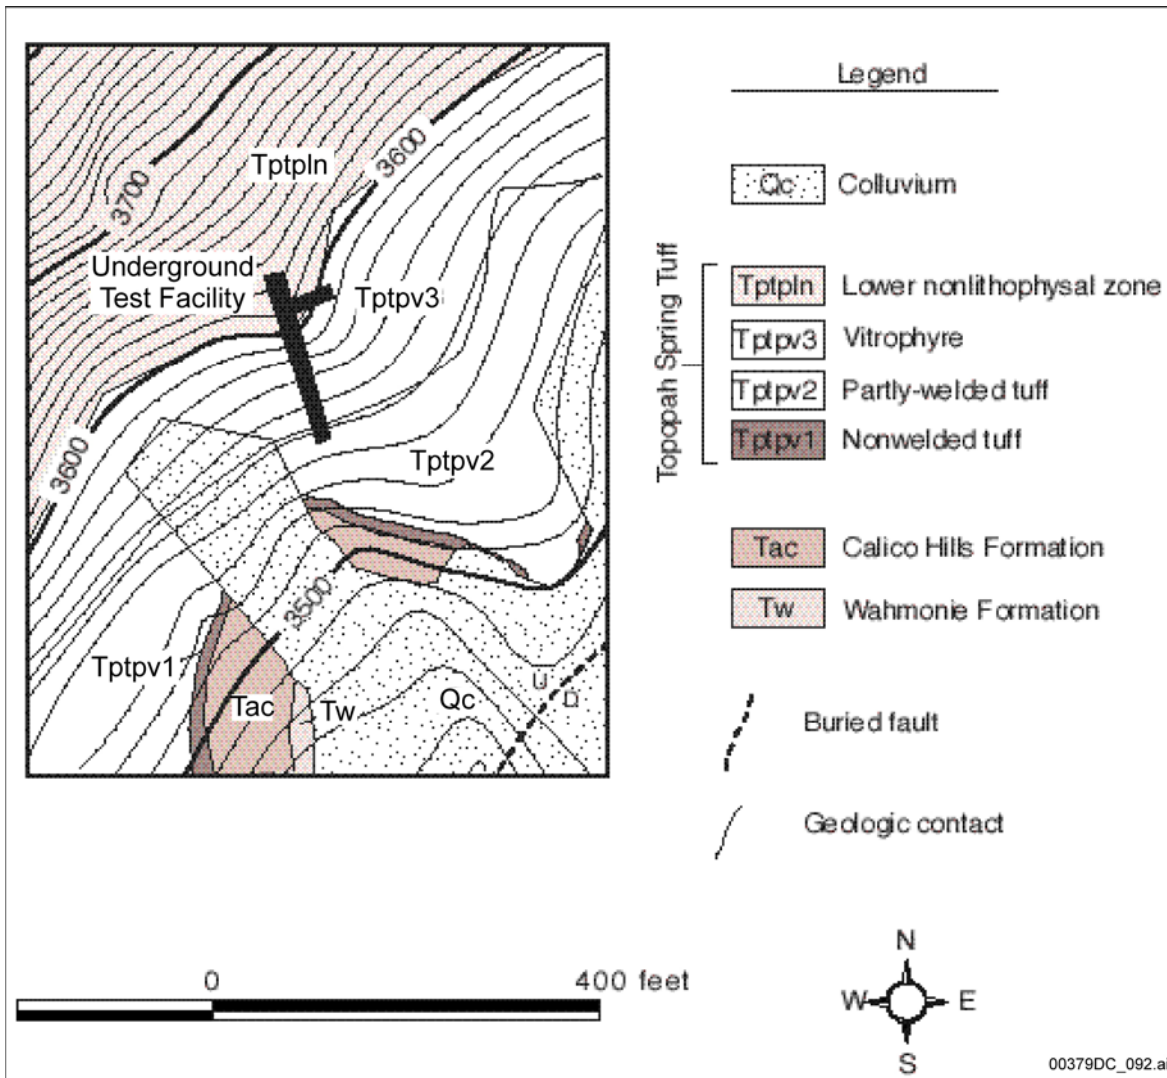 Legend
3600
Tptpln
3700
Qc Colluvium
Underground
Test Facility
Tptpv3
Topopah Spring Tuff
Tptpln Lower nonlithophysal zone
Tptpv3 Vitrophyre
Tptpv2 Partly-welded tuff
Tptpv1 Nonwelded tuff
3600
Tptpv2
Tac Calico Hills Formation
3500
Tw Wahmonie Formation
Tptpv1
U
D
Tac
Tw
Qc
Buried fault
Geologic contact
N
0
400 feet
W
E
S
00379DC_092.ai